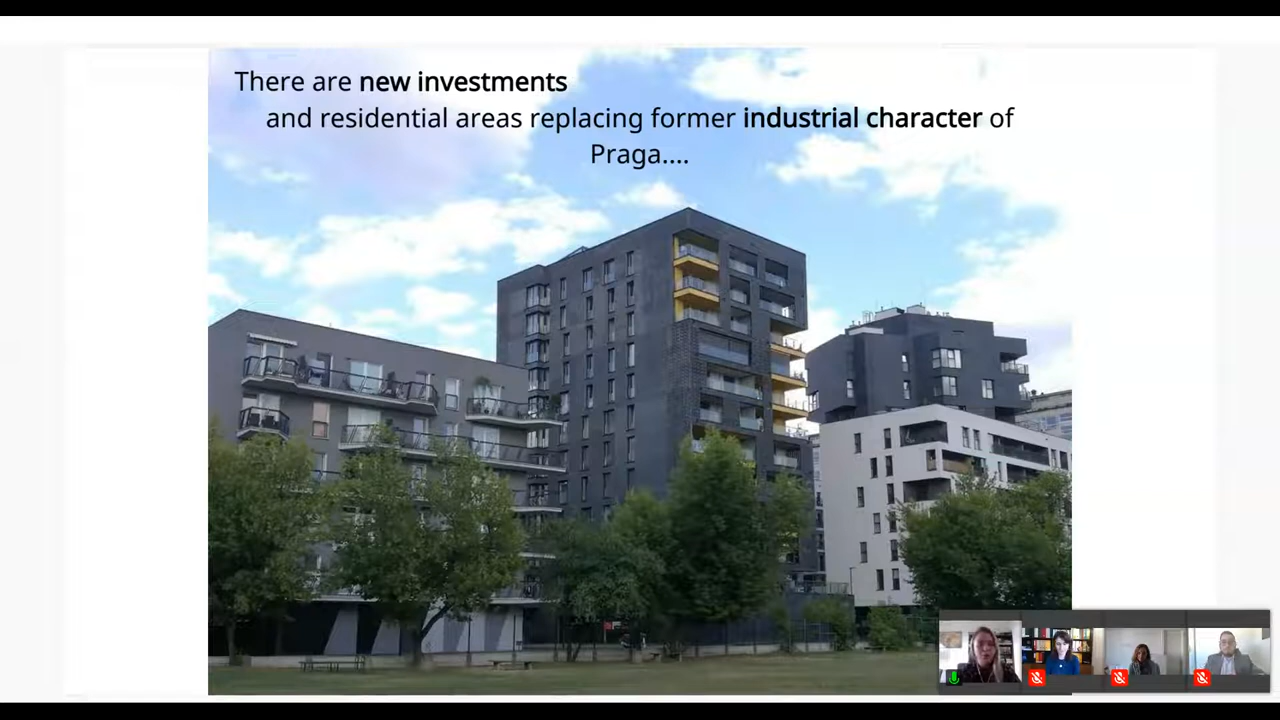 There are new investments
and residential areas replacing former industrial character of
Praga....